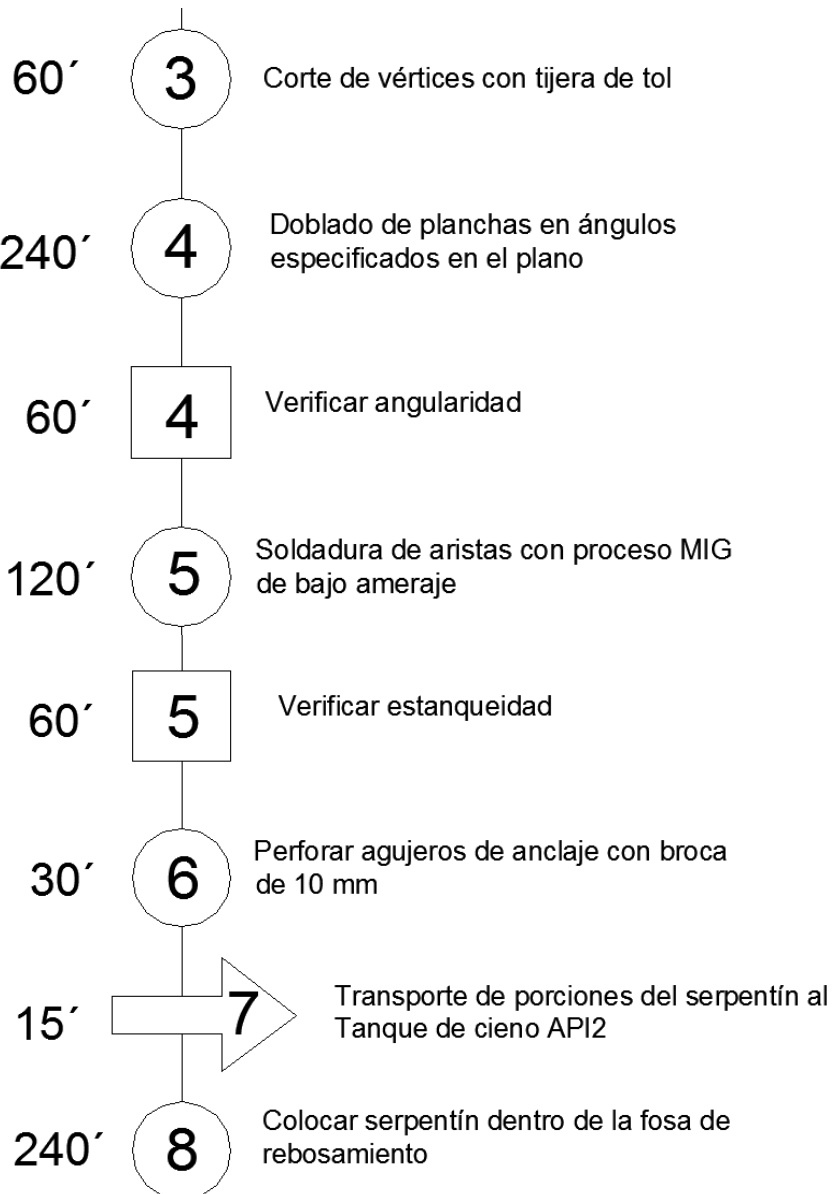 60´ 3 Corte de vértices con tijera de tol
240´ 4 Doblado de planchas en ángulos
especificados en el plano
60´ 4 Verificar angularidad
120´ 5 Soldadura de aristas con proceso MIG
de bajo ameraje
60´ 5 Verificar estanqueidad
30´ 6 Perforar agujeros de anclaje con broca
de 10 mm
15´ 7 Transporte de porciones del serpentín al
Tanque de cieno API2
240´ 8 Colocar serpentín dentro de la fosa de
rebosamiento